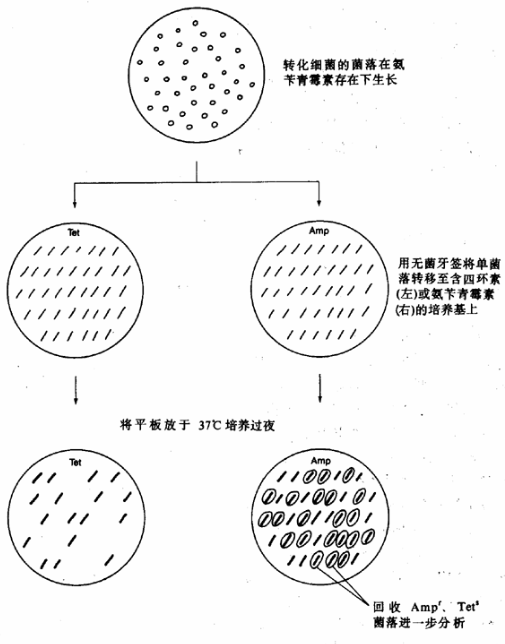 转化细菌的菌落在氨
苄青霉素存在下生长
Tet
Amp
用无菌牙签将单菌
落转移至含四环素
(左)或氨苄青霉素
(右)的培养基上
将平板放于 37℃培养过夜
Tet
Amp
回收 Ampʳ、Tetˢ
菌落进一步分析